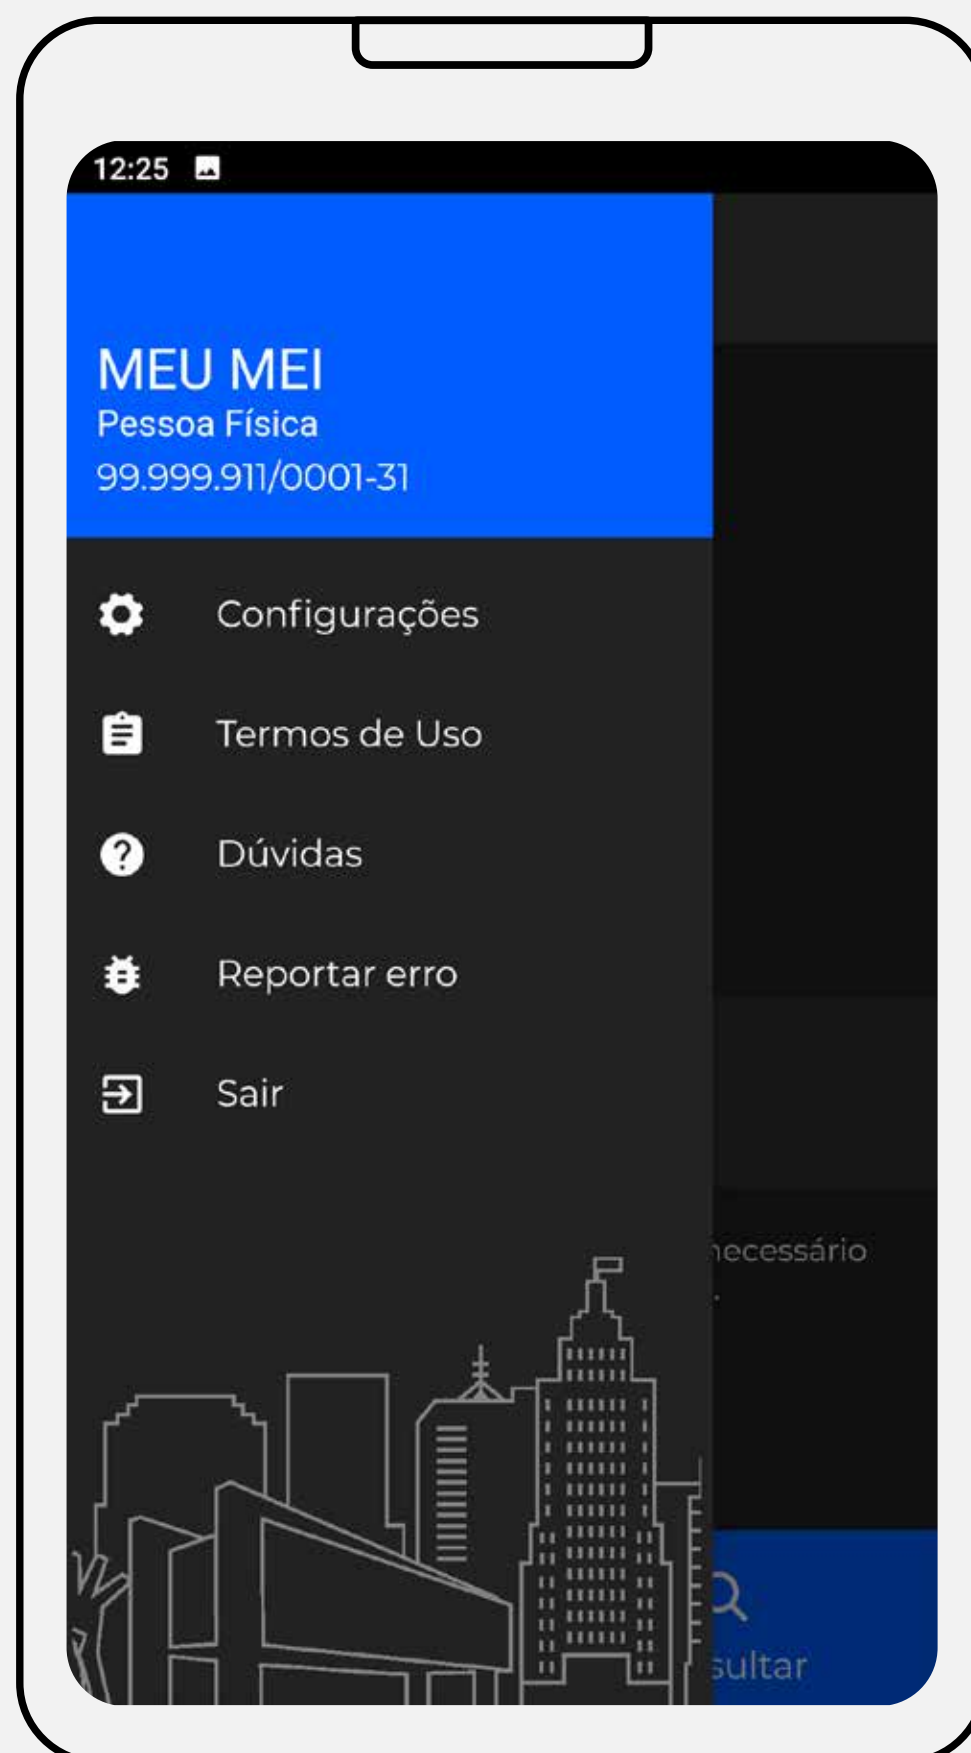 12:25
MEU MEI
Pessoa Física
99.999.911/0001-31
Configurações
Termos de Uso
Dúvidas
Reportar erro
Sair
necessário
.
sultar